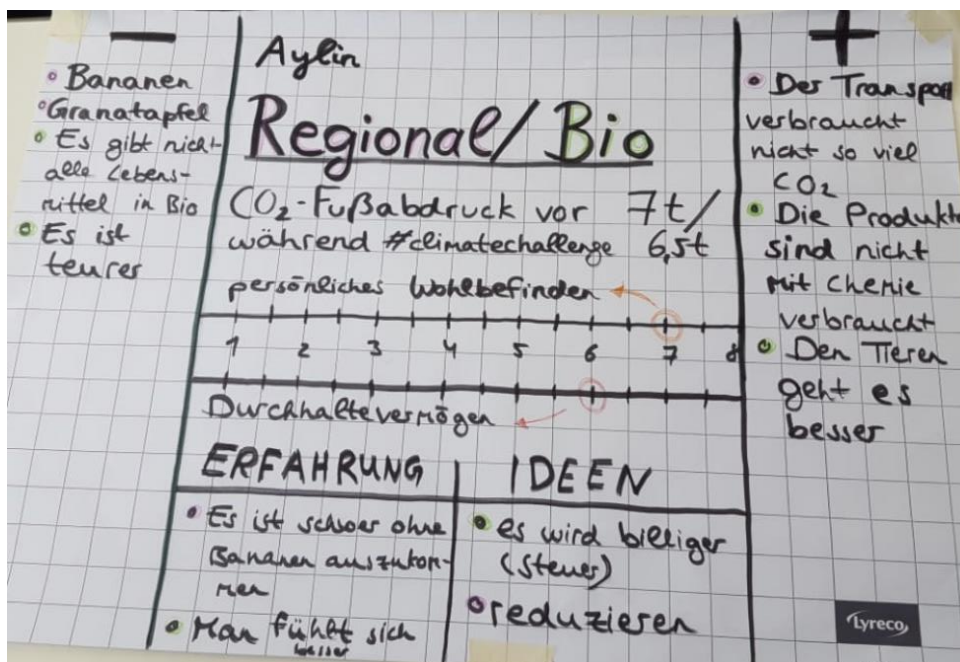 −
• Bananen
• Granatapfel
• Es gibt nicht
alle Lebens-
mittel in Bio
• Es ist
teurer
Aylin
Regional/Bio
CO₂-Fußabdruck vor 7t/
während #climatechallenge 6,5t
persönliches Wohlbefinden
1 2 3 4 5 6 7 8
Durchhaltevermögen
+
• Der Transport
verbraucht
nicht so viel
CO₂
• Die Produkte
sind nicht
mit Chemie
verbraucht
• Den Tieren
geht es
besser
ERFAHRUNG
• Es ist schwer ohne
Bananen auszukom-
men
• Man fühlt sich
besser
IDEEN
• es wird billiger
(Steuer)
• reduzieren
Lyreco